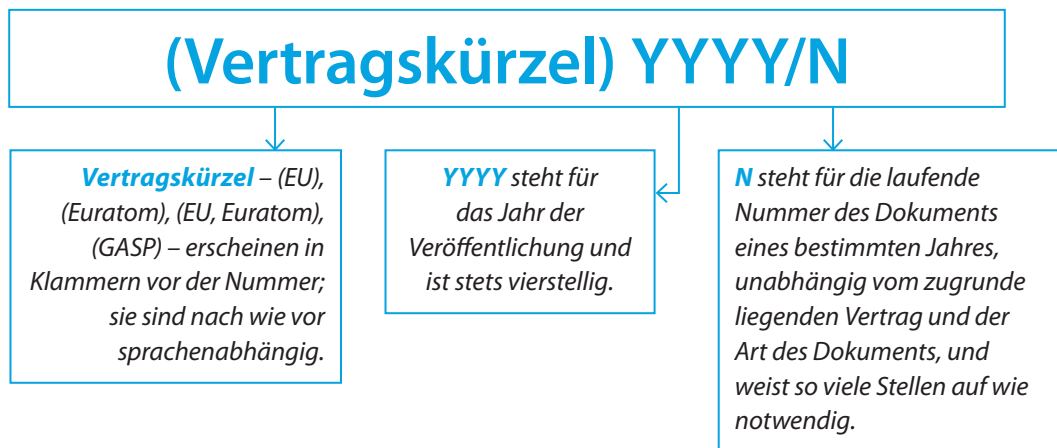 (Vertragskürzel) YYYY/N
Vertragskürzel – (EU),
(Euratom), (EU, Euratom),
(GASP) – erscheinen in
Klammern vor der Nummer;
sie sind nach wie vor
sprachenabhängig.
YYYY steht für
das Jahr der
Veröffentlichung und
ist stets vierstellig.
N steht für die laufende
Nummer des Dokuments
eines bestimmten Jahres,
unabhängig vom zugrunde
liegenden Vertrag und der
Art des Dokuments, und
weist so viele Stellen auf wie
notwendig.